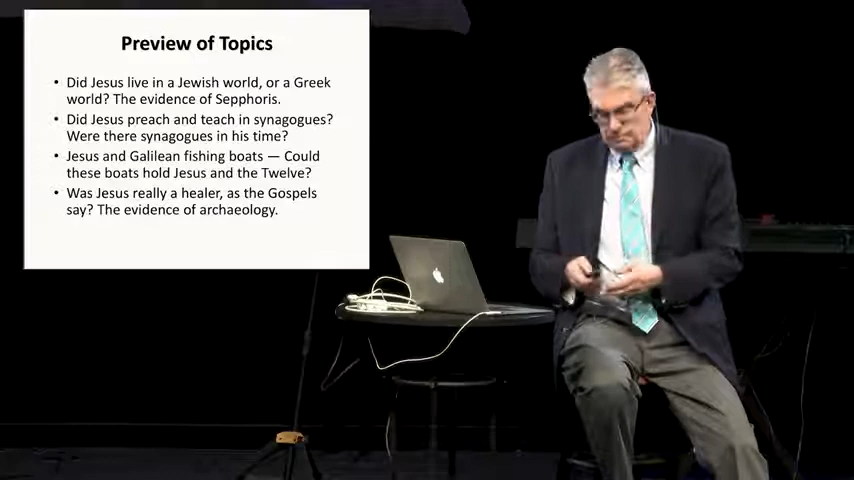 Preview of Topics
• Did Jesus live in a Jewish world, or a Greek
world? The evidence of Sepphoris.
• Did Jesus preach and teach in synagogues?
Were there synagogues in his time?
• Jesus and Galilean fishing boats — Could
these boats hold Jesus and the Twelve?
• Was Jesus really a healer, as the Gospels
say? The evidence of archaeology.